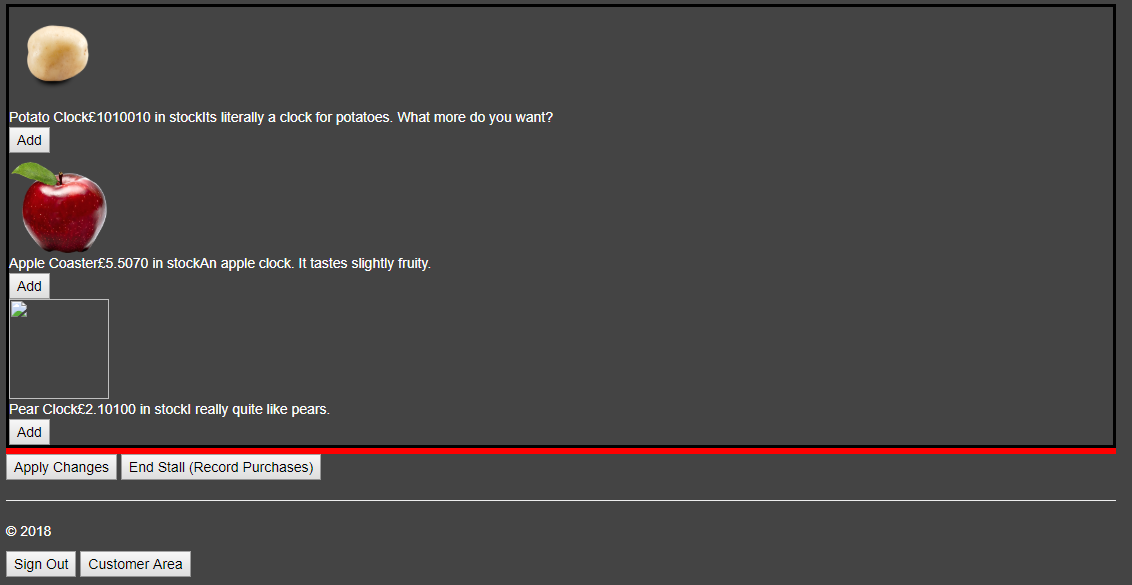 Potato Clock£1010010 in stockIts literally a clock for potatoes. What more do you want?
Add
Apple Coaster£5.5070 in stockAn apple clock. It tastes slightly fruity.
Add
Pear Clock£2.10100 in stockI really quite like pears.
Add
Apply Changes End Stall (Record Purchases)
© 2018
Sign Out Customer Area